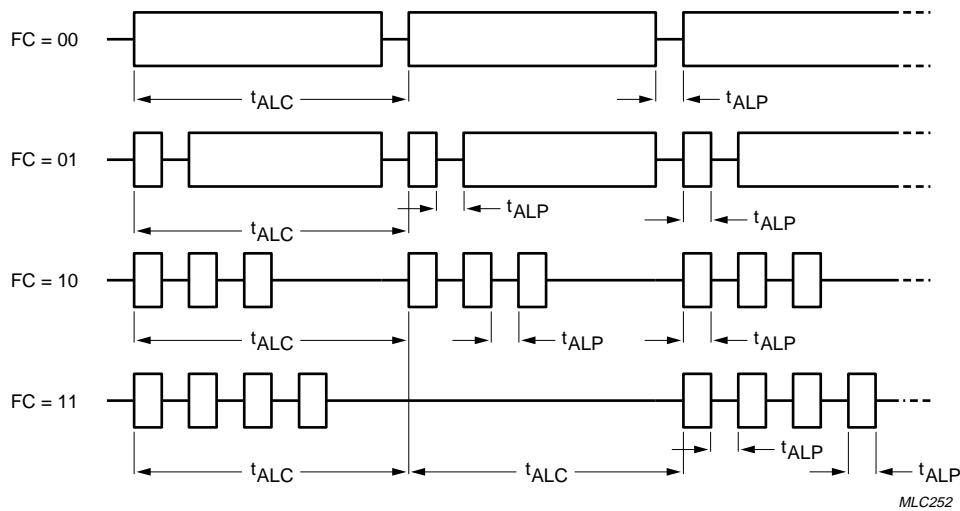 FC = 00
tALC
tALP
FC = 01
tALP
tALP
tALC
FC = 10
tALC
tALP
tALP
FC = 11
tALP
tALC
tALC
tALP
MLC252